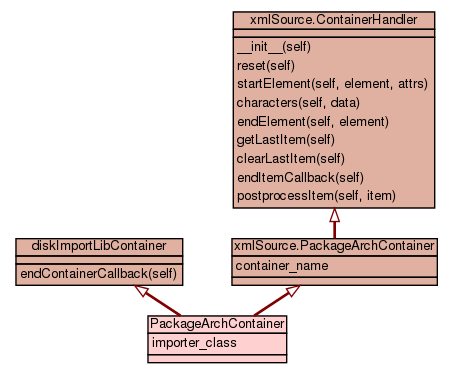 xmlSource.ContainerHandler
__init__(self)
reset(self)
startElement(self, element, attrs)
characters(self, data)
endElement(self, element)
getLastItem(self)
clearLastItem(self)
endItemCallback(self)
postprocessItem(self, item)
diskImportLibContainer
endContainerCallback(self)
xmlSource.PackageArchContainer
container_name
PackageArchContainer
importer_class